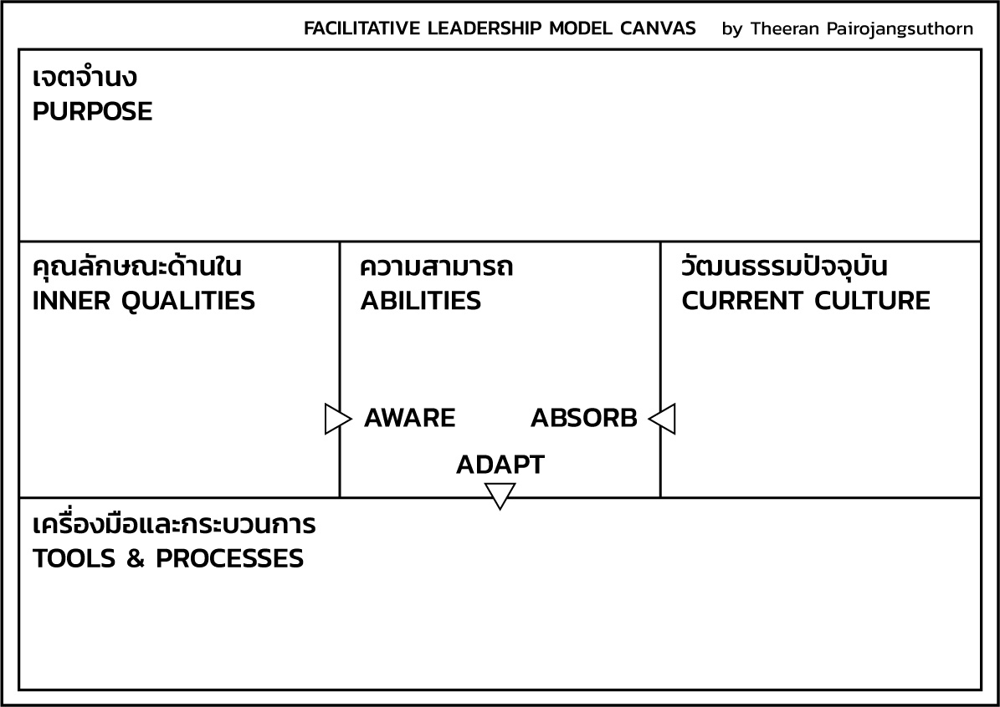 FACILITATIVE LEADERSHIP MODEL CANVAS by Theeran Pairojangsuthorn
เจตจำนง
PURPOSE
คุณลักษณะด้านใน
INNER QUALITIES
ความสามารถ
ABILITIES
วัฒนธรรมปัจจุบัน
CURRENT CULTURE
AWARE
ABSORB
ADAPT
เครื่องมือและกระบวนการ
TOOLS & PROCESSES